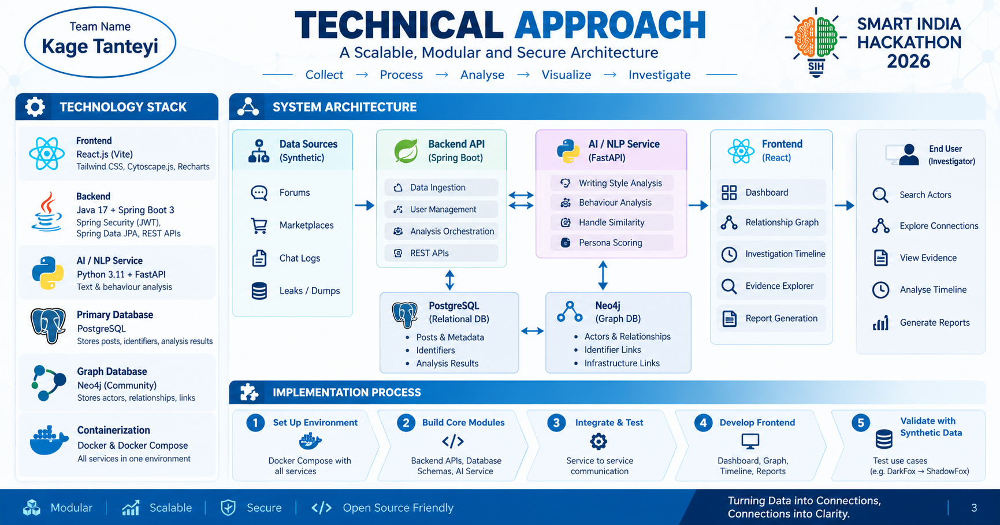 Team Name
Kage Tanteyi
TECHNICAL APPROACH
A Scalable, Modular and Secure Architecture
Collect → Process → Analyse → Visualize → Investigate
SIH
SMART INDIA
HACKATHON
2026
TECHNOLOGY STACK
Frontend
React.js (Vite)
Tailwind CSS, Cytoscape.js, Recharts
Backend
Java 17 + Spring Boot 3
Spring Security (JWT),
Spring Data JPA, REST APIs
AI / NLP Service
Python 3.11 + FastAPI
Text & behaviour analysis
Primary Database
PostgreSQL
Stores posts, identifiers, analysis results
Graph Database
Neo4j (Community)
Stores actors, relationships, links
Containerization
Docker & Docker Compose
All services in one environment
SYSTEM ARCHITECTURE
Data Sources
(Synthetic)
Forums
Marketplaces
Chat Logs
Leaks / Dumps
Backend API
(Spring Boot)
Data Ingestion
User Management
Analysis Orchestration
REST APIs
AI / NLP Service
(FastAPI)
Writing Style Analysis
Behaviour Analysis
Handle Similarity
Persona Scoring
PostgreSQL
(Relational DB)
• Posts & Metadata
• Identifiers
• Analysis Results
Neo4j
(Graph DB)
• Actors & Relationships
• Identifier Links
• Infrastructure Links
Frontend
(React)
Dashboard
Relationship Graph
Investigation Timeline
Evidence Explorer
Report Generation
End User
(Investigator)
Search Actors
Explore Connections
View Evidence
Analyse Timeline
Generate Reports
IMPLEMENTATION PROCESS
1 Set Up Environment
Docker Compose with
all services
2 Build Core Modules
</>
Backend APIs, Database
Schemas, AI Service
3 Integrate & Test
Service to service
communication
4 Develop Frontend
Dashboard, Graph,
Timeline, Reports
5 Validate with
Synthetic Data
Test use cases
(e.g. DarkFox → ShadowFox)
Modular
Scalable
Secure
</> Open Source Friendly
Turning Data into Connections,
Connections into Clarity.
3